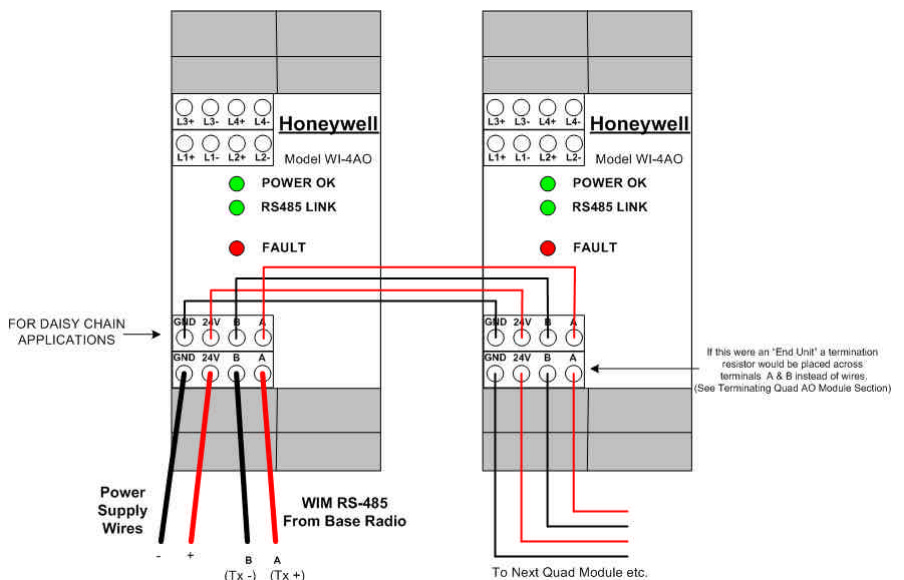 L3+ L3- L4+ L4-
Honeywell
L1+ L1- L2+ L2-
Model WI-4AO
POWER OK
RS485 LINK
FAULT
GND 24V B A
GND 24V B A
L3+ L3- L4+ L4-
Honeywell
L1+ L1- L2+ L2-
Model WI-4AO
POWER OK
RS485 LINK
FAULT
GND 24V B A
GND 24V B A
FOR DAISY CHAIN
APPLICATIONS
If this were an "End Unit" a termination
resistor would be placed across
terminals A & B instead of wires.
(See Terminating Quad AO Module Section)
Power
Supply
Wires
WIM RS-485
From Base Radio
- + B A
(Tx -) (Tx +)
To Next Quad Module etc.